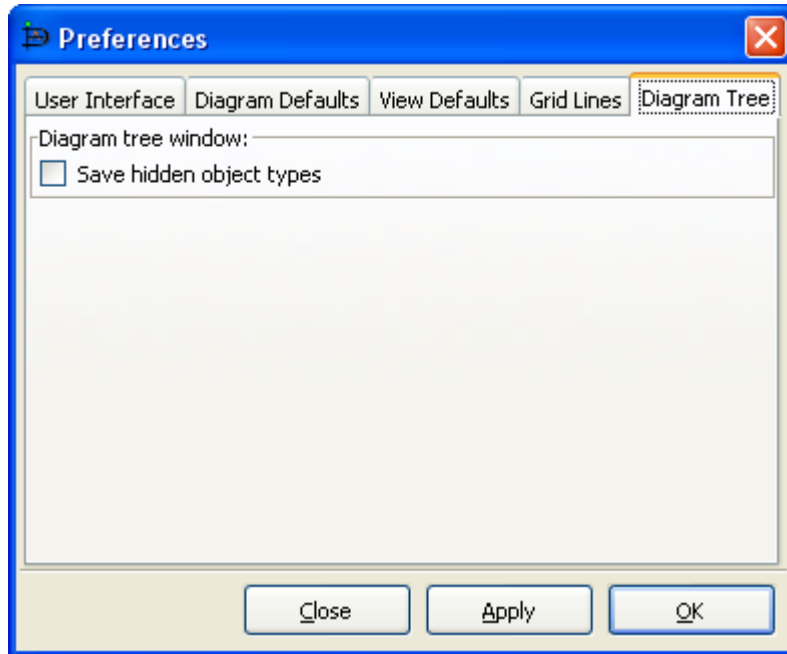 Preferences
User Interface Diagram Defaults View Defaults Grid Lines Diagram Tree
Diagram tree window:
Save hidden object types
Close Apply OK